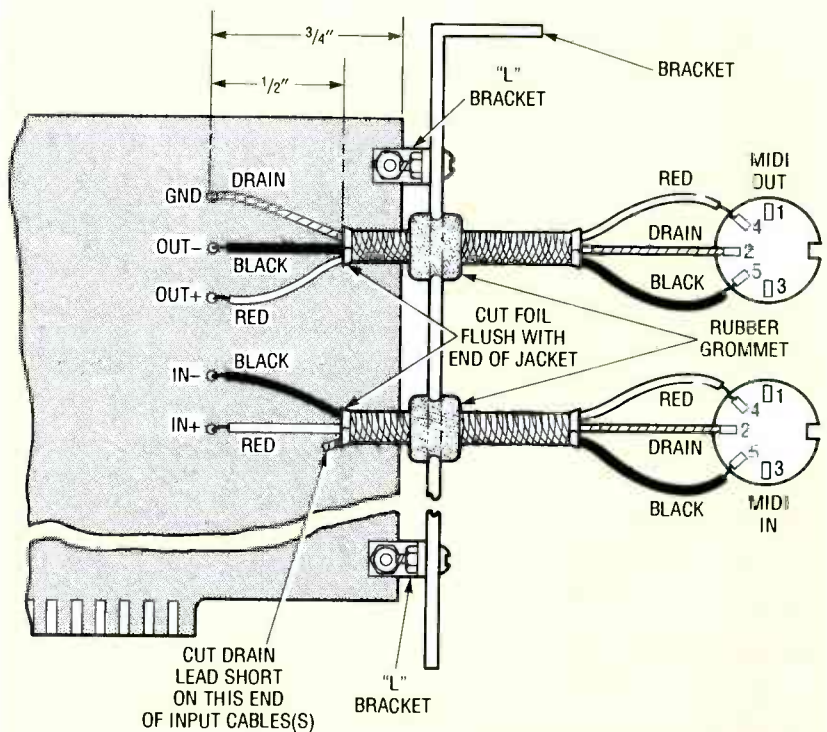 3/4"
1/2"
"L"
BRACKET
BRACKET
GND
DRAIN
OUT–
BLACK
OUT+
RED
IN–
BLACK
IN+
RED
CUT FOIL
FLUSH WITH
END OF JACKET
RUBBER
GROMMET
RED
DRAIN
BLACK
MIDI
OUT
1
4
2
5
3
RED
DRAIN
BLACK
1
4
2
5
3
MIDI
IN
CUT DRAIN
LEAD SHORT
ON THIS END
OF INPUT CABLES(S)
"L"
BRACKET